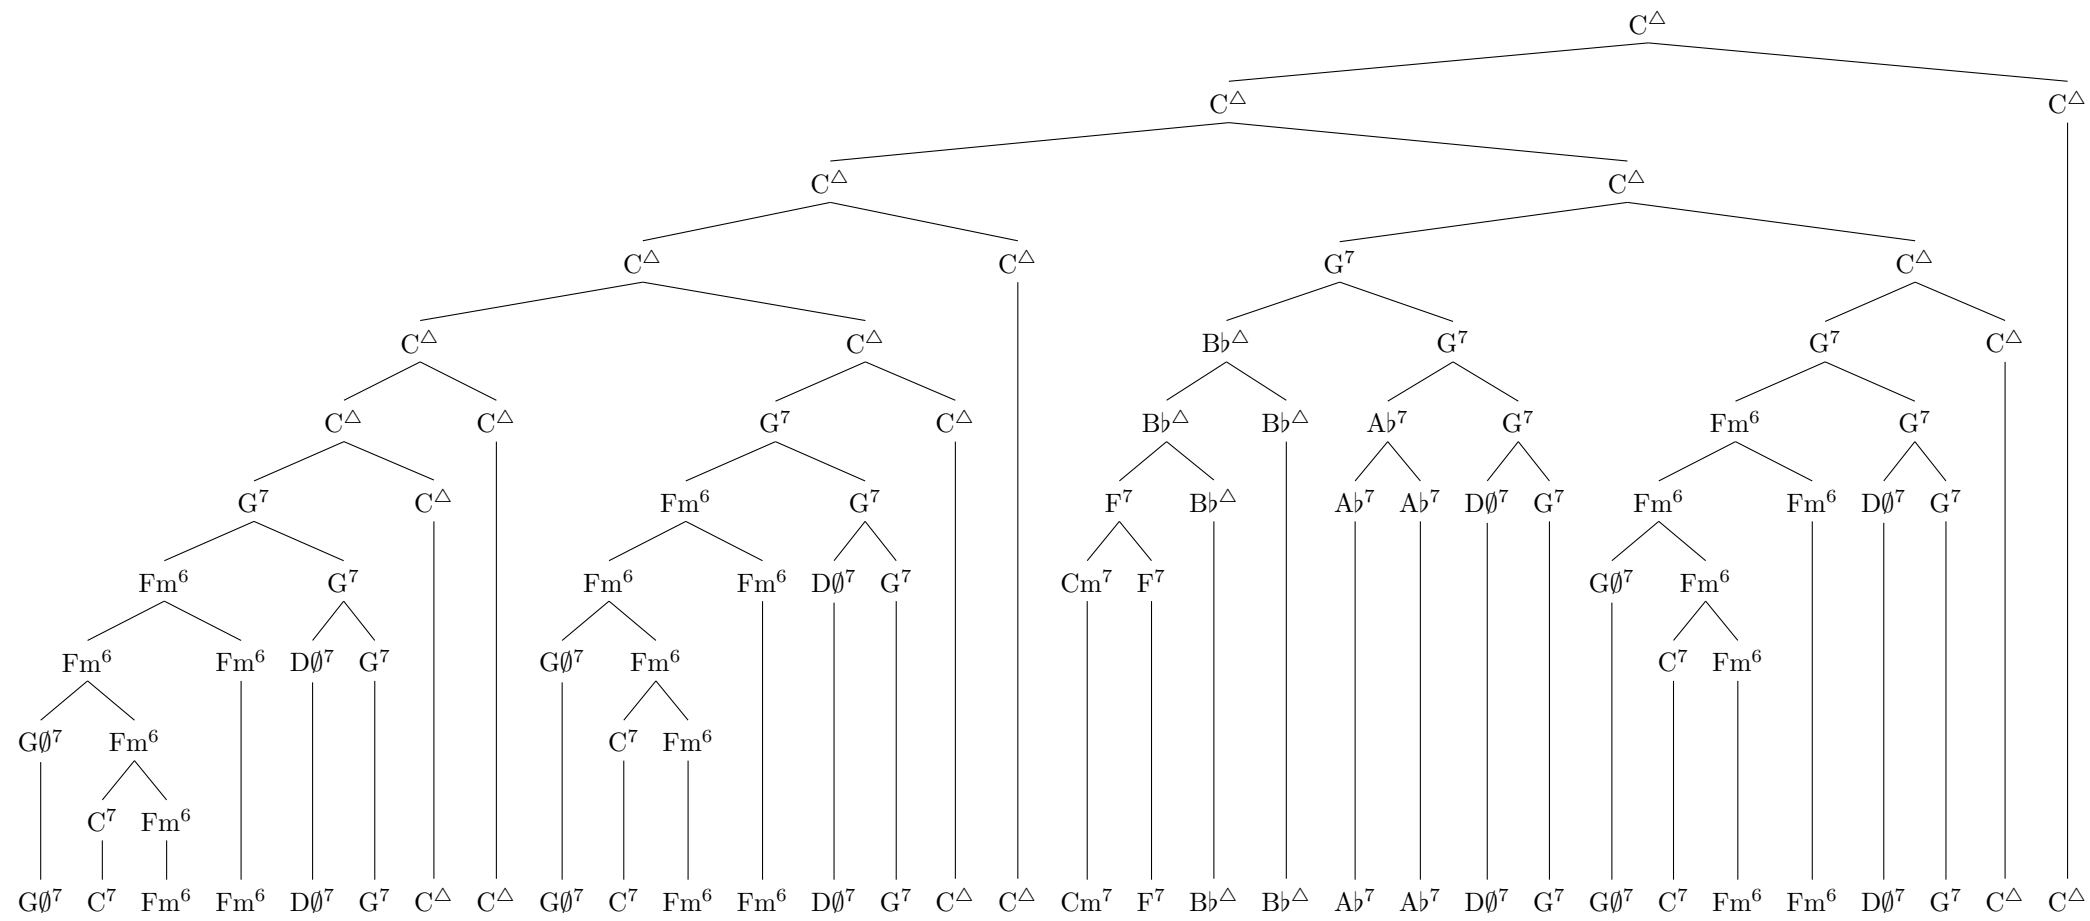 C△
C△ C△
C△ C△
C△ C△ G⁷ C△
C△ C△ B♭△ G⁷ G⁷ C△
C△ C△ G⁷ C△ B♭△ B♭△ A♭⁷ G⁷ Fm⁶ G⁷
G⁷ C△ Fm⁶ G⁷ F⁷ B♭△ A♭⁷ A♭⁷ D∅⁷ G⁷ Fm⁶ Fm⁶ D∅⁷ G⁷
Fm⁶ G⁷ Fm⁶ Fm⁶ D∅⁷ G⁷ Cm⁷ F⁷ G∅⁷ Fm⁶
Fm⁶ Fm⁶ D∅⁷ G⁷ G∅⁷ Fm⁶ C⁷ Fm⁶
G∅⁷ Fm⁶ C⁷ Fm⁶
C⁷ Fm⁶
G∅⁷ C⁷ Fm⁶ Fm⁶ D∅⁷ G⁷ C△ C△ G∅⁷ C⁷ Fm⁶ Fm⁶ D∅⁷ G⁷ C△ C△ Cm⁷ F⁷ B♭△ B♭△ A♭⁷ A♭⁷ D∅⁷ G⁷ G∅⁷ C⁷ Fm⁶ Fm⁶ D∅⁷ G⁷ C△ C△